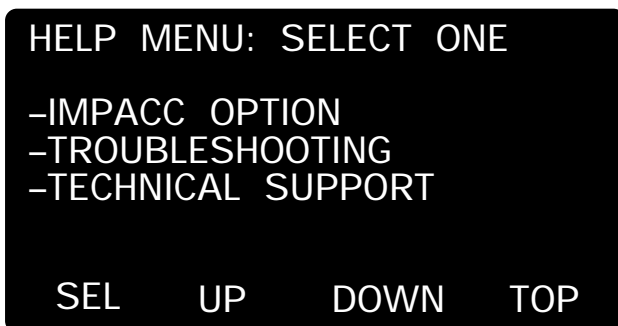 HELP MENU: SELECT ONE
–IMPACC OPTION
–TROUBLESHOOTING
–TECHNICAL SUPPORT
SEL UP DOWN TOP